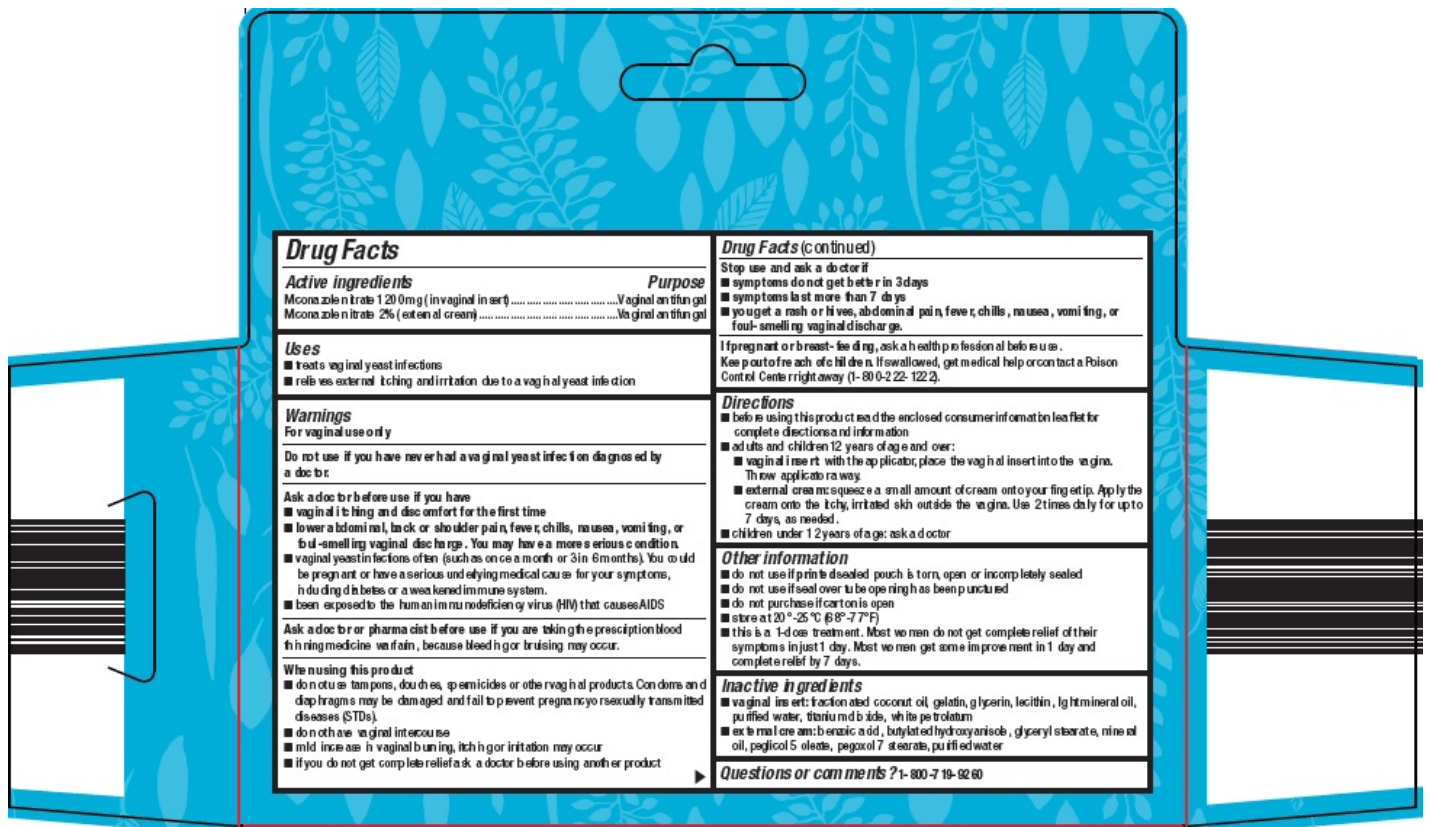 Drug Facts
Active ingredients Purpose
Miconazole nitrate 1200 mg (in vaginal insert)..................................Vaginal antifungal
Miconazole nitrate 2% (external cream)............................................Vaginal antifungal
Uses
■ treats vaginal yeast infections
■ relieves external itching and irritation due to a vaginal yeast infection
Warnings
For vaginal use only
Do not use if you have never had a vaginal yeast infection diagnosed by
a doctor.
Ask a doctor before use if you have
■ vaginal itching and discomfort for the first time
■ lower abdominal, back or shoulder pain, fever, chills, nausea, vomiting, or
foul-smelling vaginal discharge. You may have a more serious condition.
■ vaginal yeast infections often (such as once a month or 3 in 6 months). You could
be pregnant or have a serious underlying medical cause for your symptoms,
including diabetes or a weakened immune system.
■ been exposed to the human immunodeficiency virus (HIV) that causes AIDS
Ask a doctor or pharmacist before use if you are taking the prescription blood
thinning medicine warfarin, because bleeding or bruising may occur.
When using this product
■ do not use tampons, douches, spermicides or other vaginal products. Condoms and
diaphragms may be damaged and fail to prevent pregnancy or sexually transmitted
diseases (STDs).
■ do not have vaginal intercourse
■ mild increase in vaginal burning, itching or irritation may occur
■ if you do not get complete relief ask a doctor before using another product
Drug Facts (continued)
Stop use and ask a doctor if
■ symptoms do not get better in 3 days
■ symptoms last more than 7 days
■ you get a rash or hives, abdominal pain, fever, chills, nausea, vomiting, or
foul-smelling vaginal discharge.
If pregnant or breast-feeding, ask a health professional before use.
Keep out of reach of children. If swallowed, get medical help or contact a Poison
Control Center right away (1-800-222-1222).
Directions
■ before using this product read the enclosed consumer information leaflet for
complete directions and information
■ adults and children 12 years of age and over:
■ vaginal insert: with the applicator, place the vaginal insert into the vagina.
Throw applicator away.
■ external cream: squeeze a small amount of cream onto your fingertip. Apply the
cream onto the itchy, irritated skin outside the vagina. Use 2 times daily for up to
7 days, as needed.
■ children under 12 years of age: ask a doctor
Other information
■ do not use if printed sealed pouch is torn, open or incompletely sealed
■ do not use if seal over tube opening has been punctured
■ do not purchase if carton is open
■ store at 20°-25°C (68°-77°F)
■ this is a 1-dose treatment. Most women do not get complete relief of their
symptoms in just 1 day. Most women get some improvement in 1 day and
complete relief by 7 days.
Inactive ingredients
■ vaginal insert: fractionated coconut oil, gelatin, glycerin, lecithin, light mineral oil,
purified water, titanium dioxide, white petrolatum
■ external cream: benzoic acid, butylated hydroxyanisole, glyceryl stearate, mineral
oil, peglicol 5 oleate, pegoxol 7 stearate, purified water
Questions or comments? 1-800-719-9260